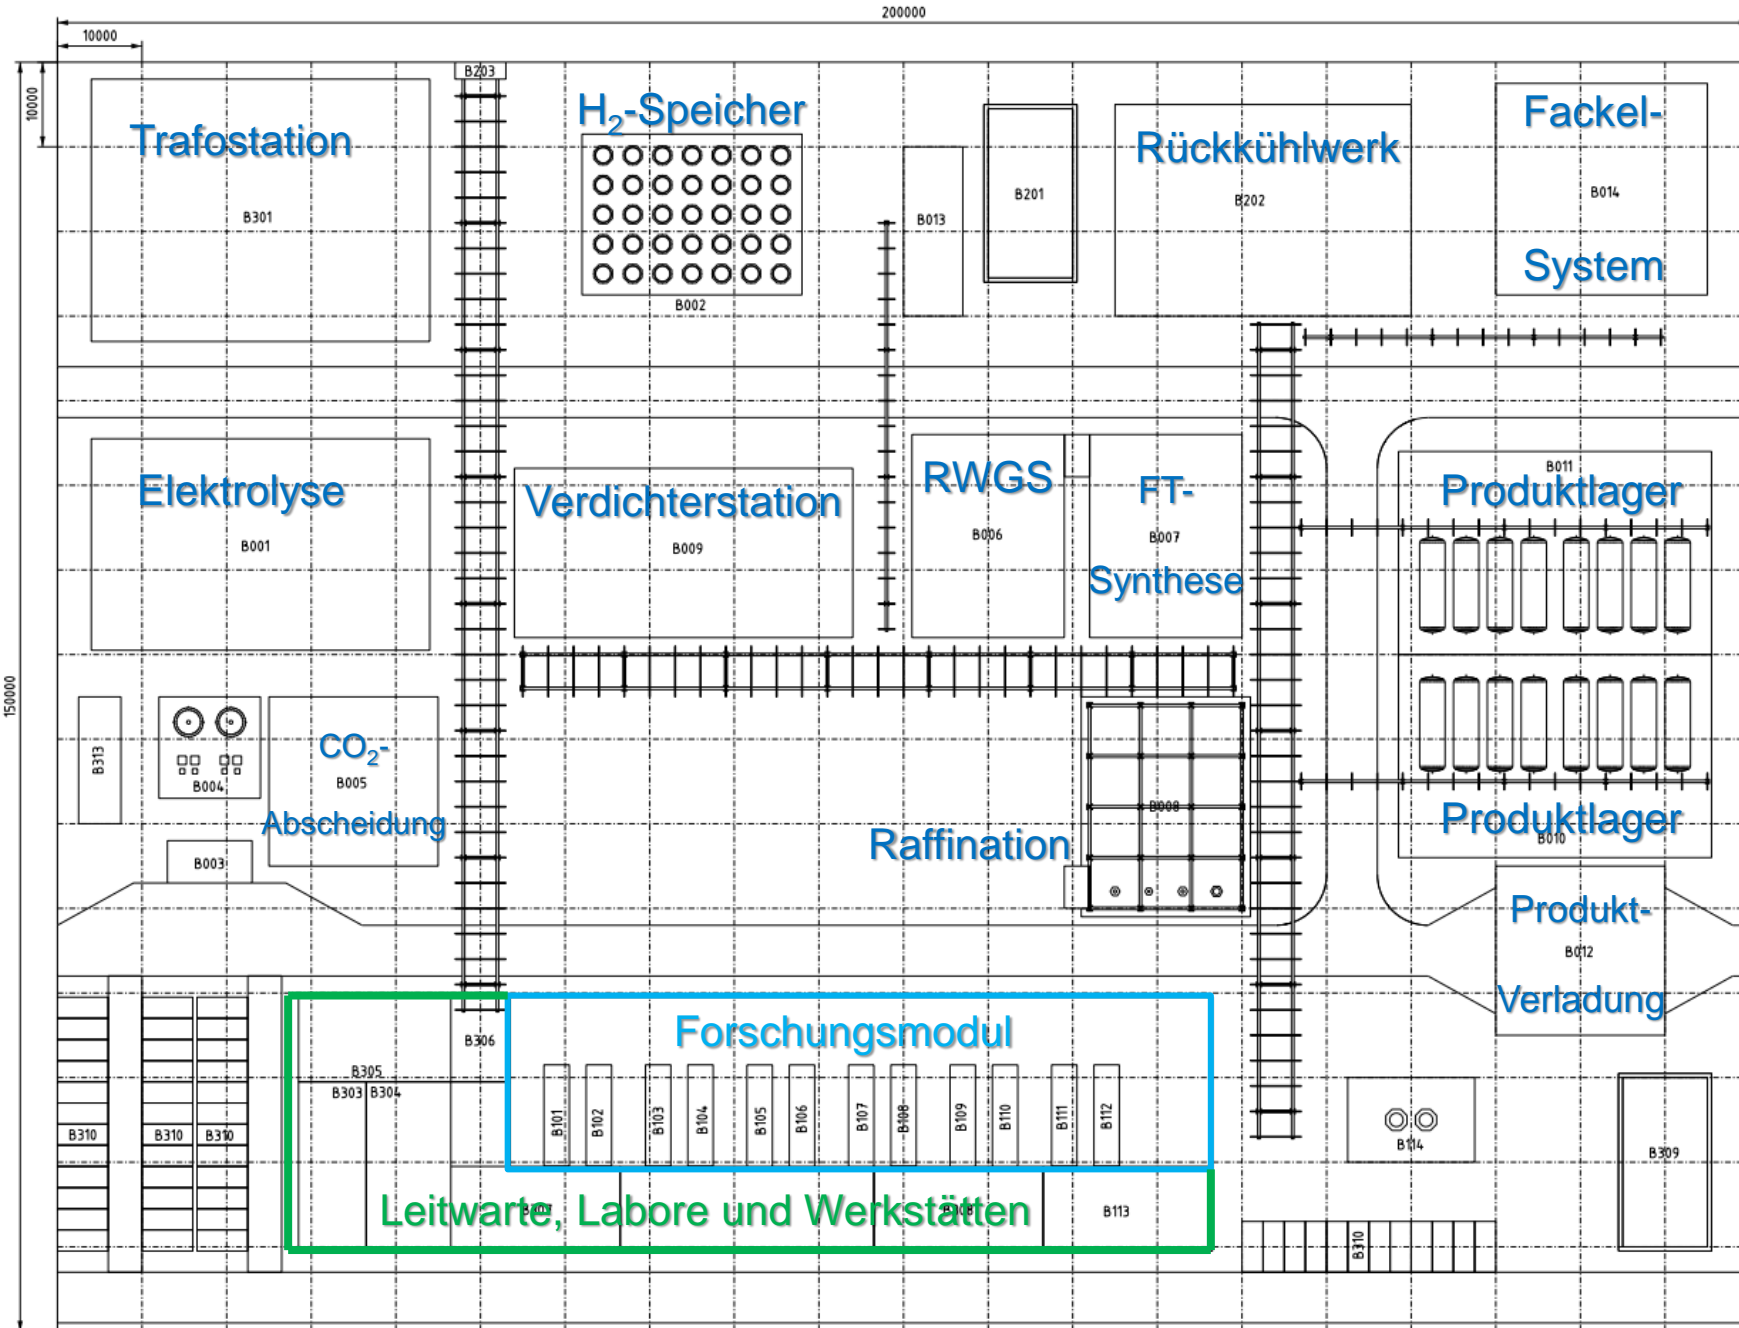 200000
10000
10000
150000
B203
Trafostation
B301
H₂-Speicher
B002
B013
B201
Rückkühlwerk
B202
Fackel-
B014
System
Elektrolyse
B001
Verdichterstation
B009
RWGS
B006
FT-
B007
Synthese
B011
Produktlager
B313
B004
CO₂-
B005
Abscheidung
B003
Raffination
B008
Produktlager
B010
Produkt-
B012
Verladung
B306
Forschungsmodul
B305
B303
B304
B101
B102
B103
B104
B105
B106
B107
B108
B109
B110
B111
B112
B310
B310
B310
B114
B309
Leitwarte, Labore und Werkstätten
B308
B113
B310